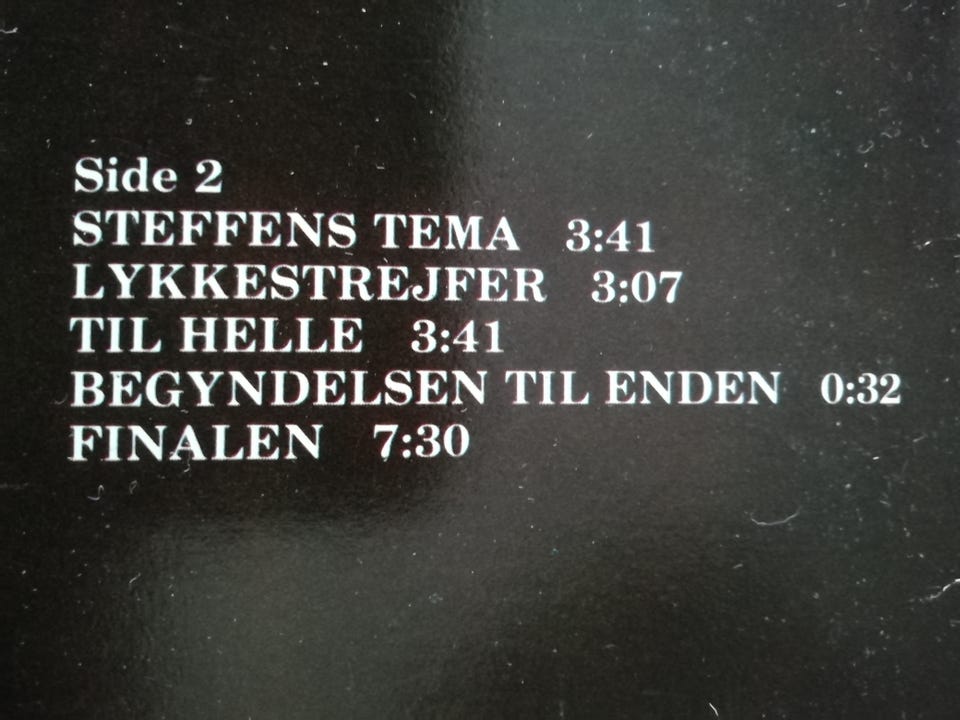 Side 2
STEFFENS TEMA 3:41
LYKKESTREJFER 3:07
TIL HELLE 3:41
BEGYNDELSEN TIL ENDEN 0:32
FINALEN 7:30